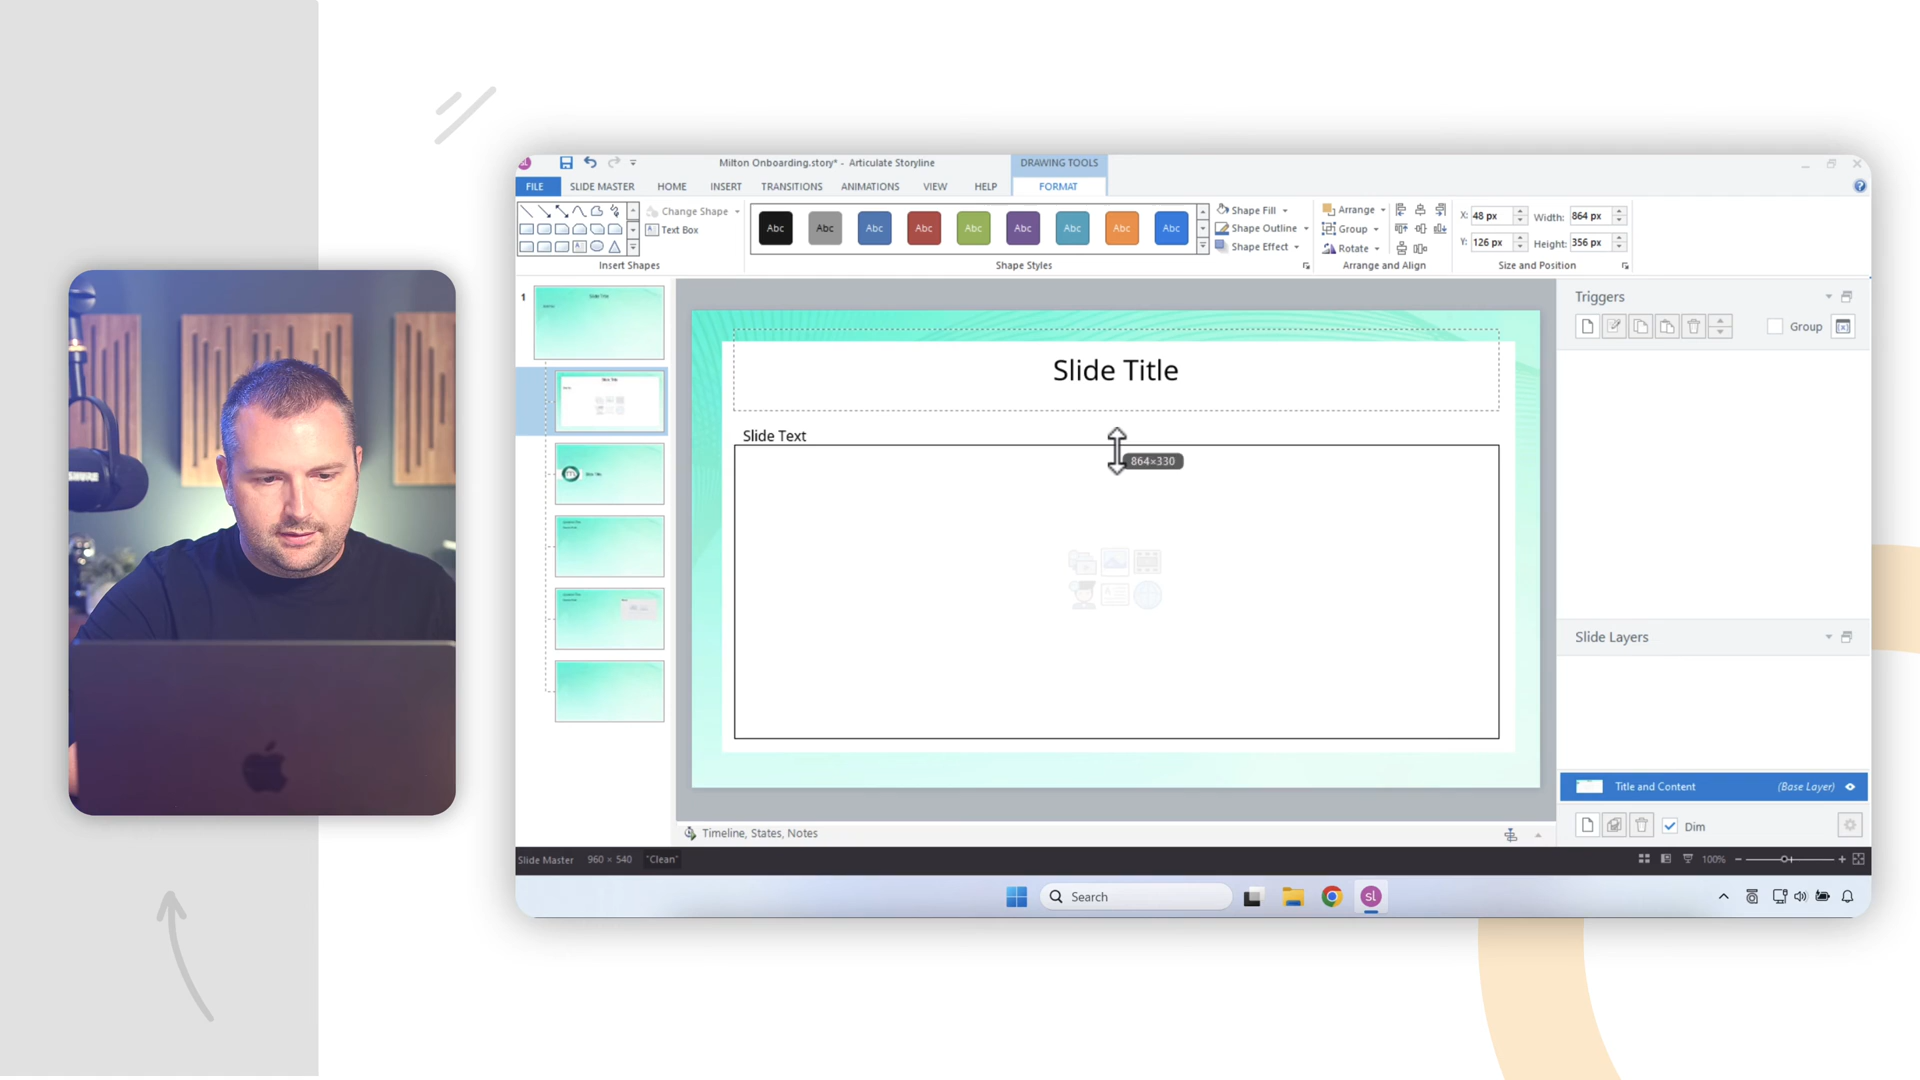 Milton Onboarding.story* - Articulate Storyline
DRAWING TOOLS
FILE
SLIDE MASTER
HOME
INSERT
TRANSITIONS
ANIMATIONS
VIEW
HELP
FORMAT
Change Shape
Text Box
Insert Shapes
Abc Abc Abc Abc Abc Abc Abc Abc Abc
Shape Styles
Shape Fill
Shape Outline
Shape Effect
Arrange
Group
Rotate
Arrange and Align
X: 48 px
Width: 864 px
Y: 126 px
Height: 356 px
Size and Position
1
Slide Title
Slide Title
Slide Text
864×330
Triggers
Group
Slide Layers
Title and Content
(Base Layer)
Dim
Timeline, States, Notes
Slide Master
960 × 540
"Clean"
100%
Search
sl